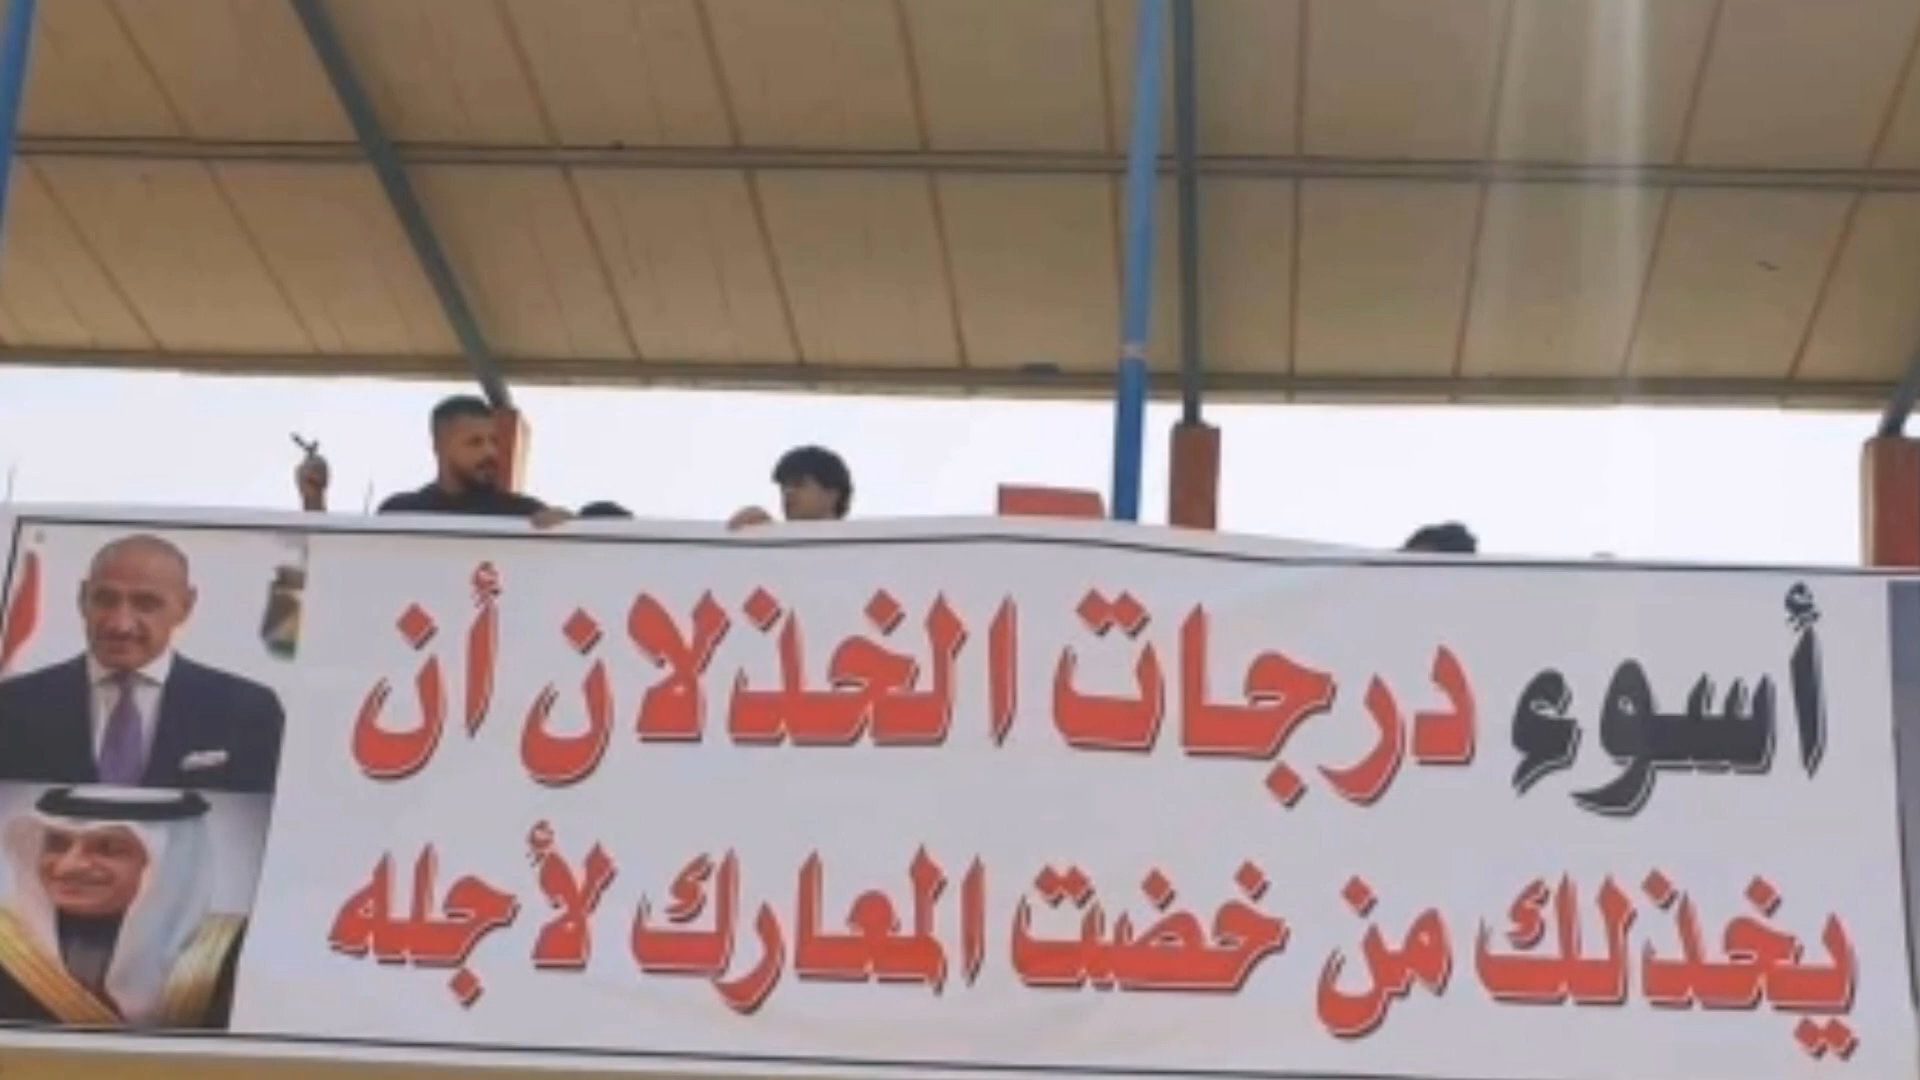 أسوء درجات الخذلان أن
يخذلك من خضت المعارك لأجله